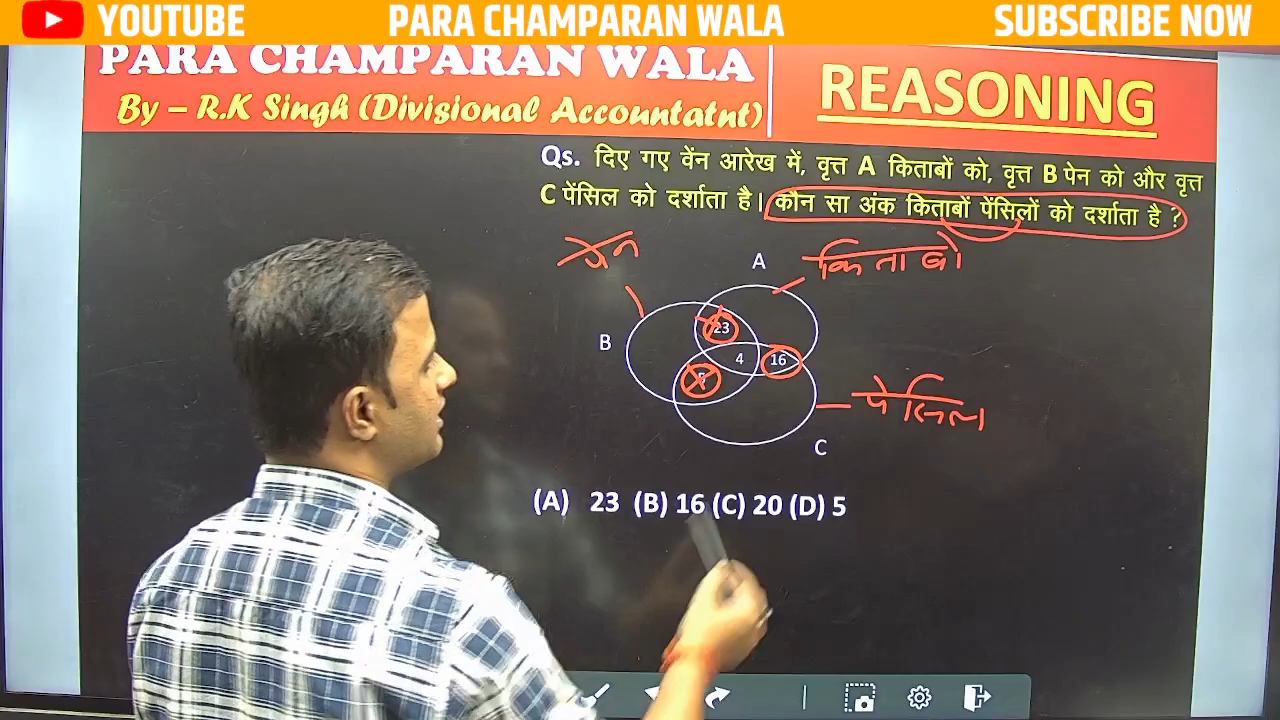 YOUTUBE PARA CHAMPARAN WALA SUBSCRIBE NOW
PARA CHAMPARAN WALA
By – R.K Singh (Divisional Accountatnt)
REASONING
Qs. दिए गए वेंन आरेख में, वृत्त A किताबों को, वृत्त B पेन को और वृत्त
C पेंसिल को दर्शाता है। कौन सा अंक किताबों पेंसिलों को दर्शाता है ?
पेन
A
किताबो
23
B
4
16
5
पेंसिल
C
(A) 23 (B) 16 (C) 20 (D) 5